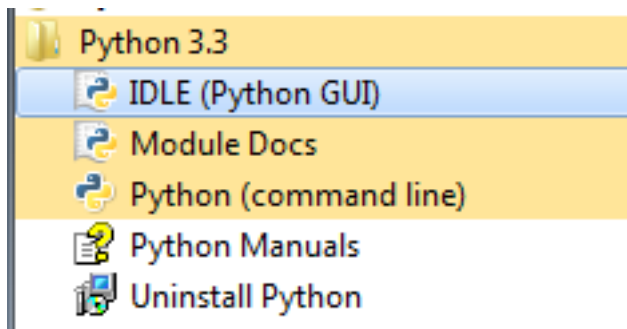 Python 3.3
IDLE (Python GUI)
Module Docs
Python (command line)
Python Manuals
Uninstall Python